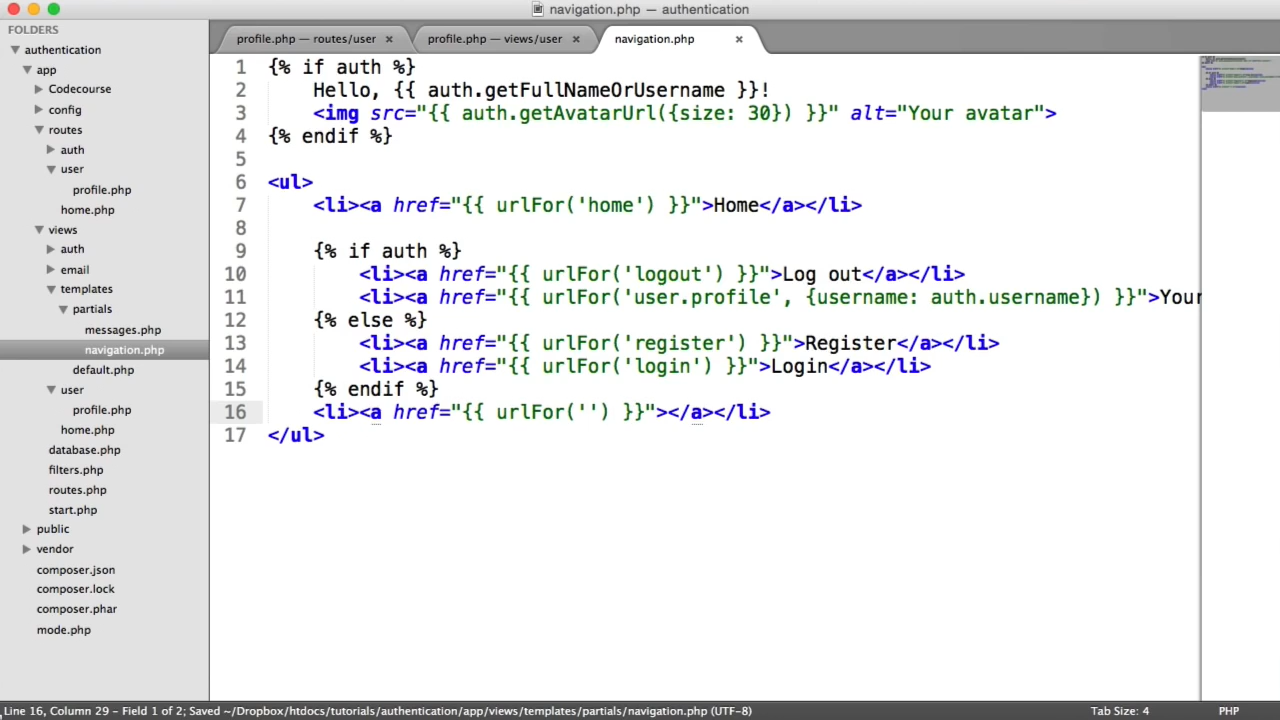 navigation.php — authentication
FOLDERS
authentication
app
Codecourse
config
routes
auth
user
profile.php
home.php
views
auth
email
templates
partials
messages.php
navigation.php
default.php
user
profile.php
home.php
database.php
filters.php
routes.php
start.php
public
vendor
composer.json
composer.lock
composer.phar
mode.php
profile.php — routes/user ×
profile.php — views/user ×
navigation.php ×
1 {% if auth %}
2     Hello, {{ auth.getFullNameOrUsername }}!
3     <img src="{{ auth.getAvatarUrl({size: 30}) }}" alt="Your avatar">
4 {% endif %}
5
6 <ul>
7     <li><a href="{{ urlFor('home') }}">Home</a></li>
8
9     {% if auth %}
10         <li><a href="{{ urlFor('logout') }}">Log out</a></li>
11         <li><a href="{{ urlFor('user.profile', {username: auth.username}) }}">Your
12     {% else %}
13         <li><a href="{{ urlFor('register') }}">Register</a></li>
14         <li><a href="{{ urlFor('login') }}">Login</a></li>
15     {% endif %}
16     <li><a href="{{ urlFor('') }}"></a></li>
17 </ul>
Line 16, Column 29 – Field 1 of 2; Saved ~/Dropbox/htdocs/tutorials/authentication/app/views/templates/partials/navigation.php (UTF-8)
Tab Size: 4
PHP